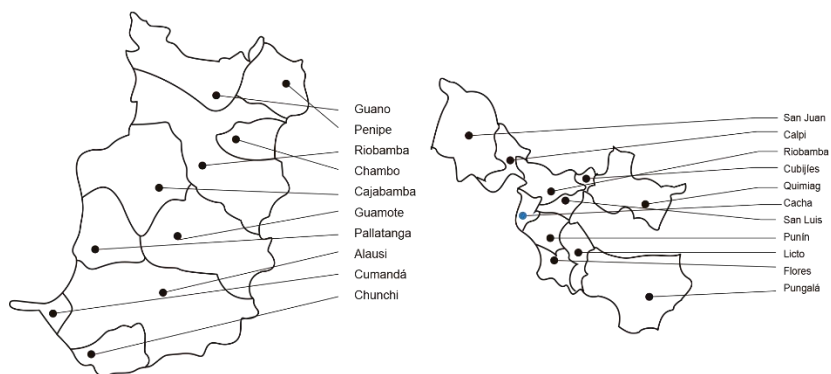 Guano
Penipe
Riobamba
Chambo
Cajabamba
Guamote
Pallatanga
Alausi
Cumandá
Chunchi
San Juan
Calpi
Riobamba
Cubijíes
Quimiag
Cacha
San Luis
Punín
Licto
Flores
Pungalá